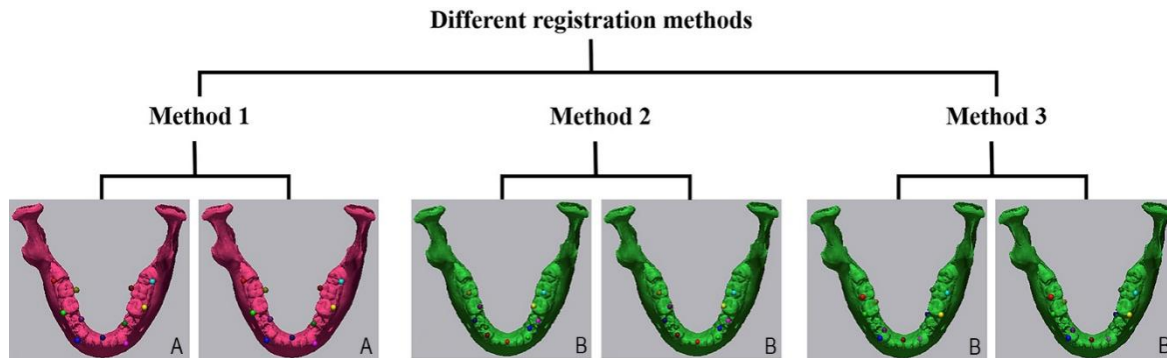 Different registration methods
Method 1 Method 2 Method 3
A A B B B B